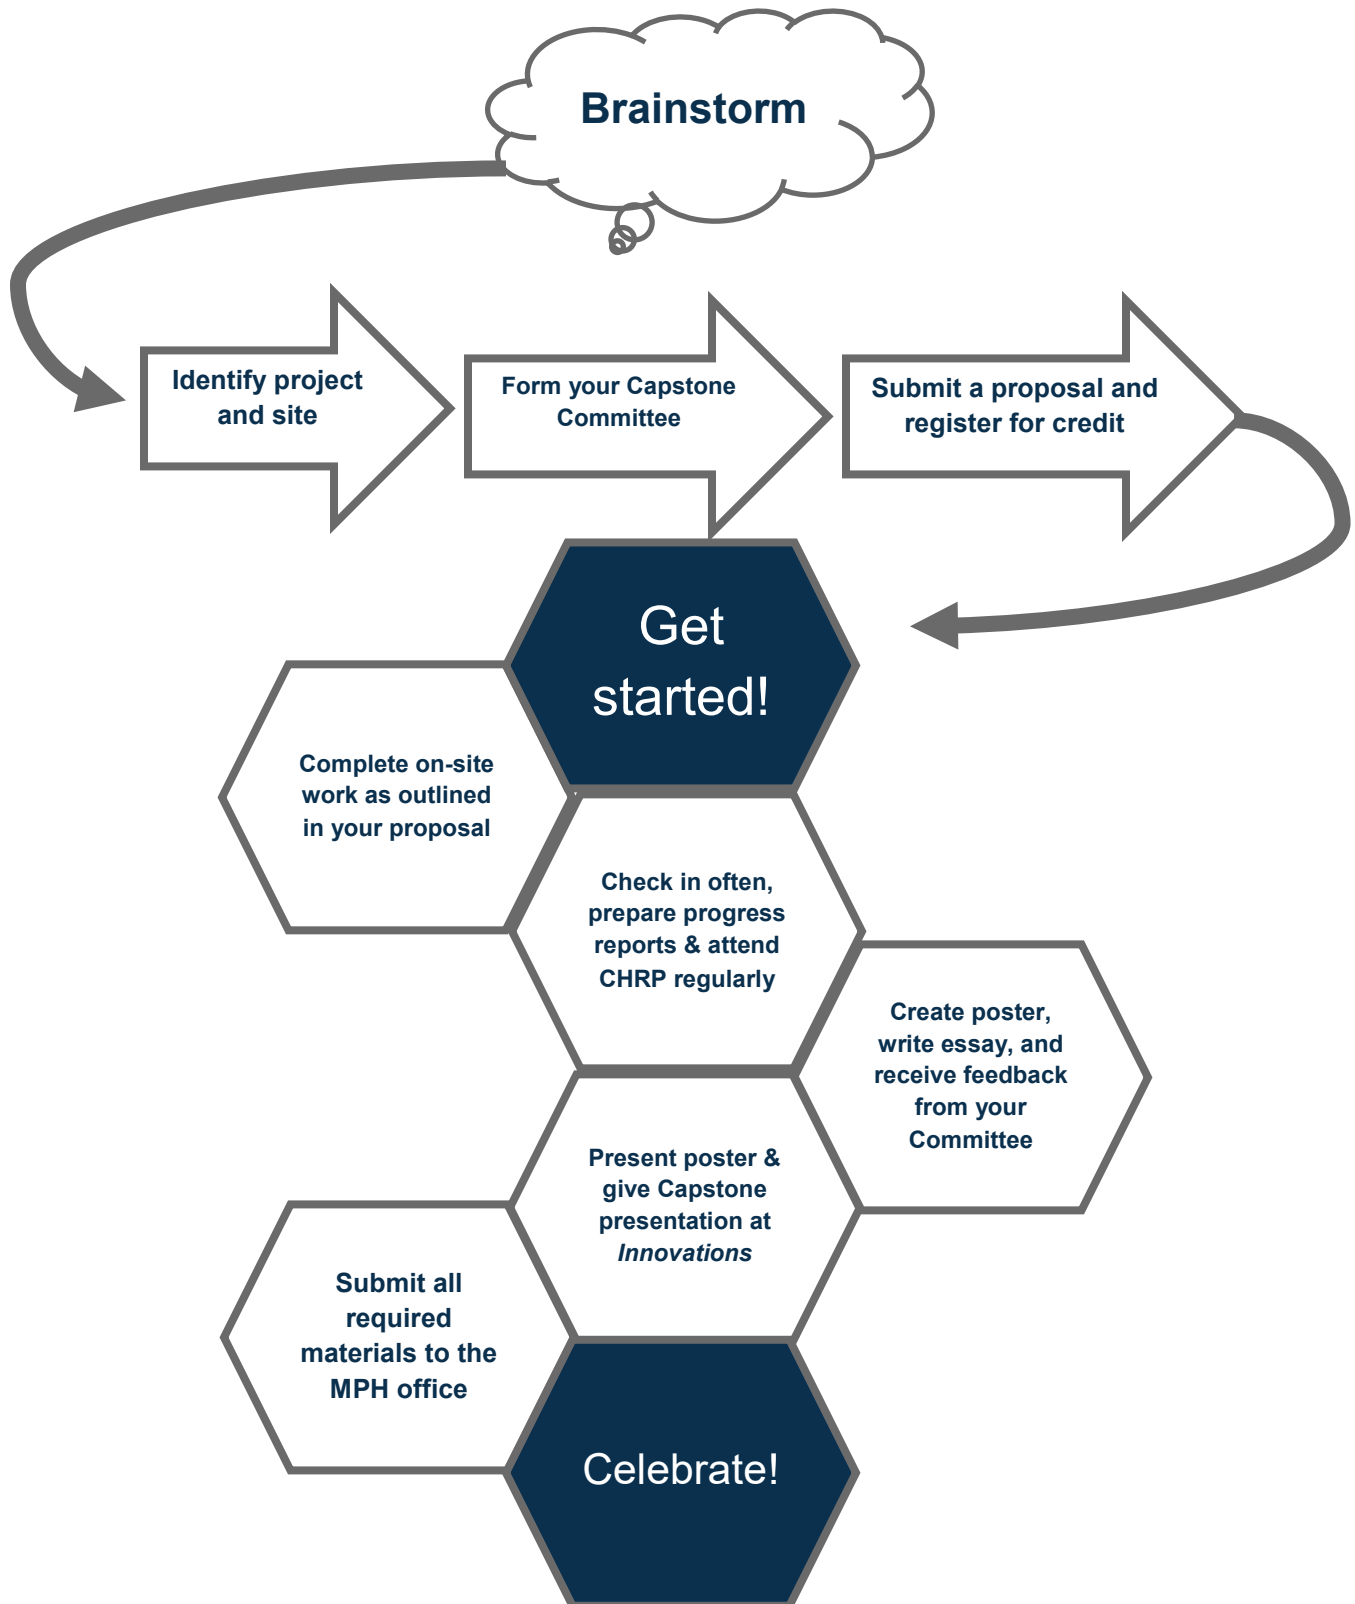 Brainstorm
Identify project
and site
Form your Capstone
Committee
Submit a proposal and
register for credit
Get
started!
Complete on-site
work as outlined
in your proposal
Check in often,
prepare progress
reports & attend
CHRP regularly
Create poster,
write essay, and
receive feedback
from your
Committee
Present poster &
give Capstone
presentation at
Innovations
Submit all
required
materials to the
MPH office
Celebrate!